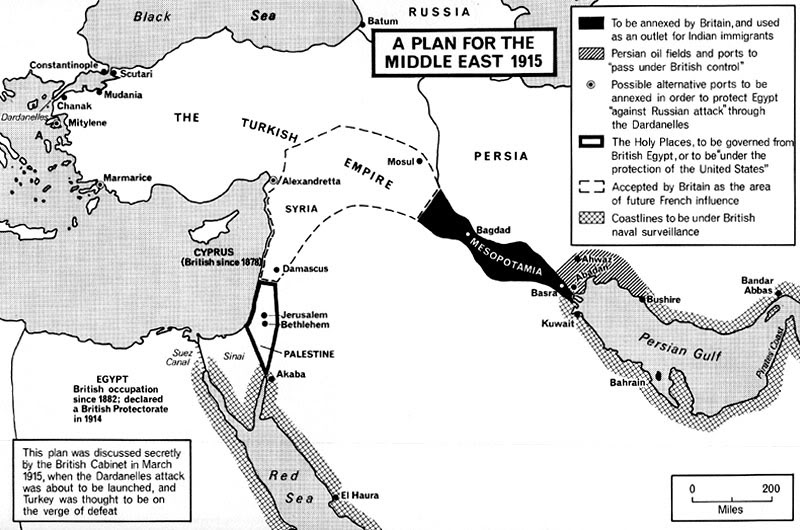 Black Sea
RUSSIA
Batum
A PLAN FOR THE
MIDDLE EAST 1915
To be annexed by Britain, and used
as an outlet for Indian immigrants
Persian oil fields and ports to
"pass under British control"
Possible alternative ports to be
annexed in order to protect Egypt
"against Russian attack" through
the Dardanelles
The Holy Places, to be governed from
British Egypt, or to be "under the
protection of the United States"
Accepted by Britain as the area
of future French influence
Coastlines to be under British
naval surveillance
Constantinople
Scutari
Mudania
Dardanelles
Chanak
Mitylene
A
Marmarice
THE TURKISH EMPIRE
Mosul
PERSIA
Alexandretta
SYRIA
CYPRUS
(British since 1878)
Damascus
Bagdad
MESOPOTAMIA
Ahwaz
Abadan
Basra
Bushire
Bandar
Abbas
Kuwait
Persian Gulf
Pirates Coast
Bahrain
Jerusalem
Bethlehem
PALESTINE
Suez
Canal
Sinai
Akaba
EGYPT
British occupation
since 1882; declared
a British Protectorate
in 1914
This plan was discussed secretly
by the British Cabinet in March
1915, when the Dardanelles attack
was about to be launched, and
Turkey was thought to be on
the verge of defeat
Red
Sea
El Haura
0 200
Miles